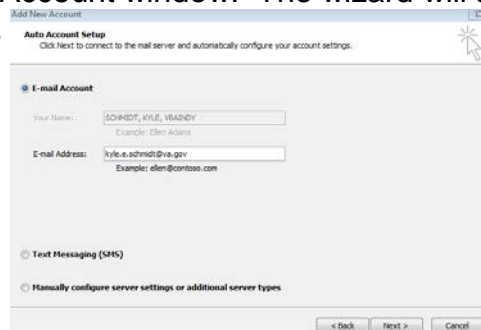 Account window. The wizard will
Add New Account
Auto Account Setup
Click Next to connect to the mail server and automatically configure your account settings.
E-mail Account
Your Name: SCHMIDT, KYLE, VBAINDY
Example: Ellen Adams
E-mail Address: kyle.e.schmidt@va.gov
Example: ellen@contoso.com
Text Messaging (SMS)
Manually configure server settings or additional server types
< Back Next > Cancel